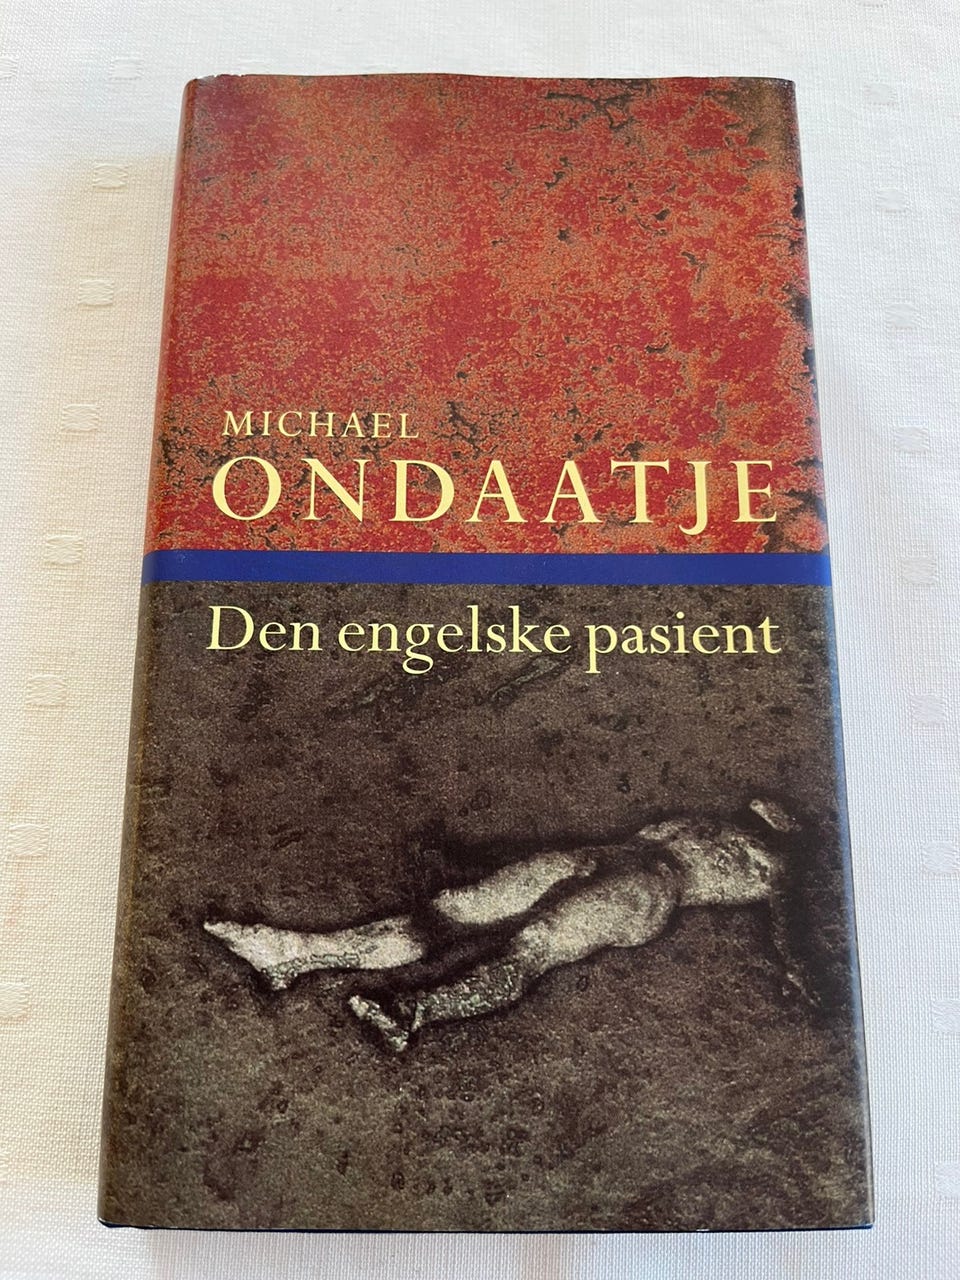 MICHAEL
ONDAATJE
Den engelske pasient